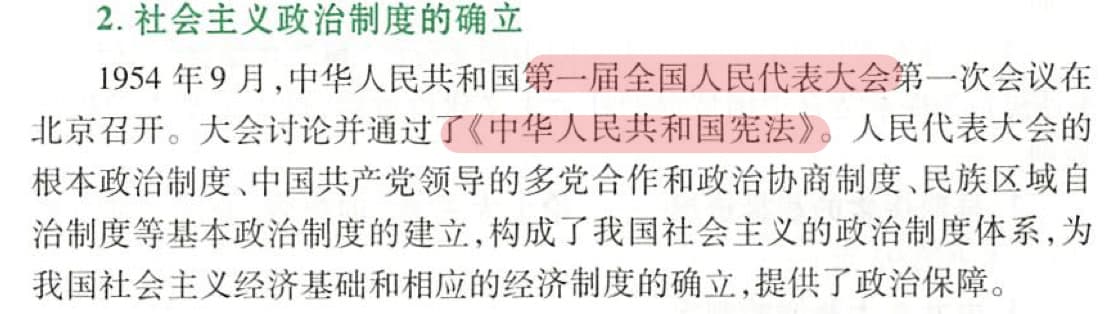 2. 社会主义政治制度的确立
1954 年 9 月,中华人民共和国第一届全国人民代表大会第一次会议在
北京召开。大会讨论并通过了《中华人民共和国宪法》。人民代表大会的
根本政治制度、中国共产党领导的多党合作和政治协商制度、民族区域自
治制度等基本政治制度的建立,构成了我国社会主义的政治制度体系,为
我国社会主义经济基础和相应的经济制度的确立,提供了政治保障。